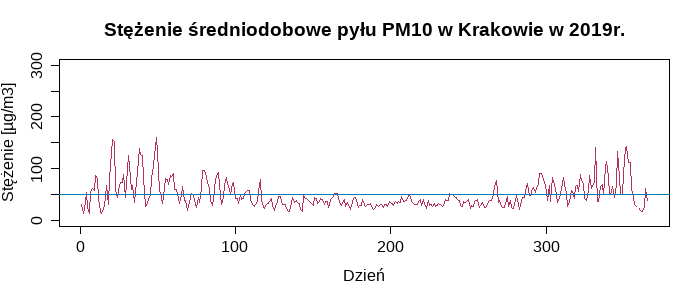 Stężenie średniodobowe pyłu PM10 w Krakowie w 2019r.
Stężenie [µg/m3]
300
200
100
0
0 100 200 300
Dzień